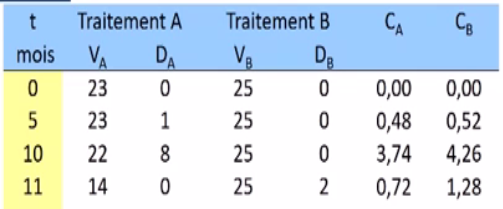 t Traitement A Traitement B C_A C_B
mois V_A D_A V_B D_B
0 23 0 25 0 0,00 0,00
5 23 1 25 0 0,48 0,52
10 22 8 25 0 3,74 4,26
11 14 0 25 2 0,72 1,28